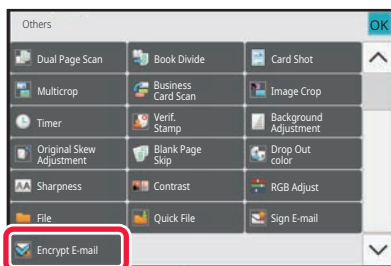 Others
OK
Dual Page Scan
Book Divide
Card Shot
Multicrop
Business
Card Scan
Image Crop
Timer
Verif.
Stamp
Background
Adjustment
Original Skew
Adjustment
Blank Page
Skip
Drop Out
color
AA
Sharpness
Contrast
RGB Adjust
File
Quick File
Sign E-mail
Encrypt E-mail